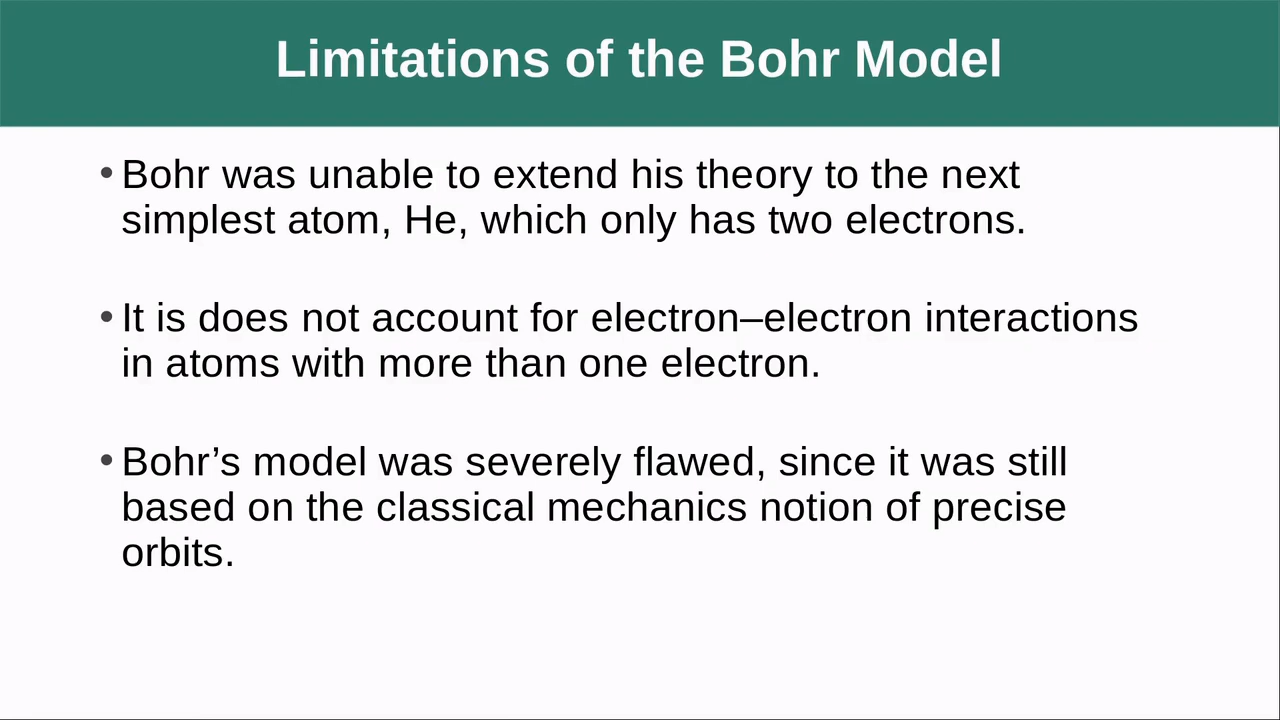 Limitations of the Bohr Model
• Bohr was unable to extend his theory to the next
simplest atom, He, which only has two electrons.
• It is does not account for electron–electron interactions
in atoms with more than one electron.
• Bohr’s model was severely flawed, since it was still
based on the classical mechanics notion of precise
orbits.